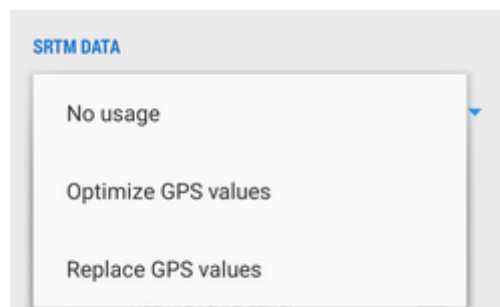 SRTM DATA
No usage
Optimize GPS values
Replace GPS values